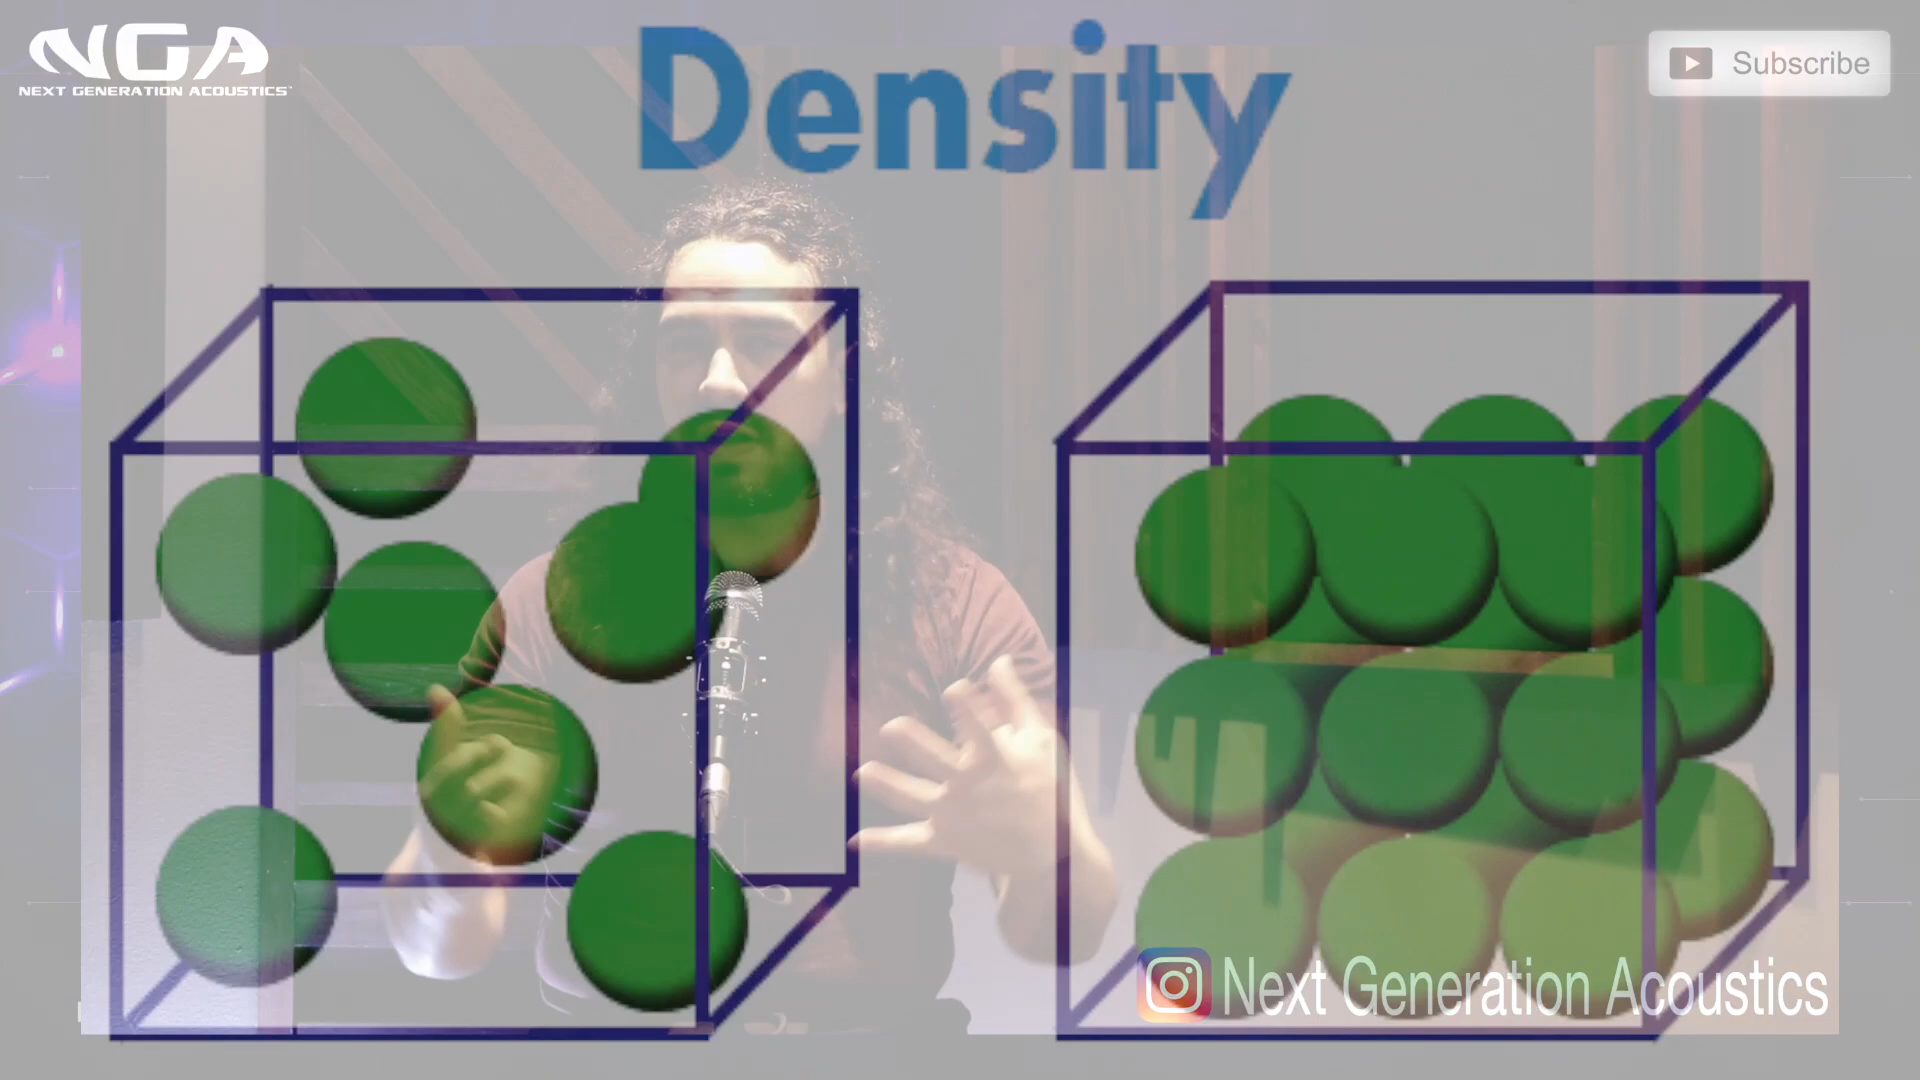 NGA
NEXT GENERATION ACOUSTICS
Density
Subscribe
Next Generation Acoustics